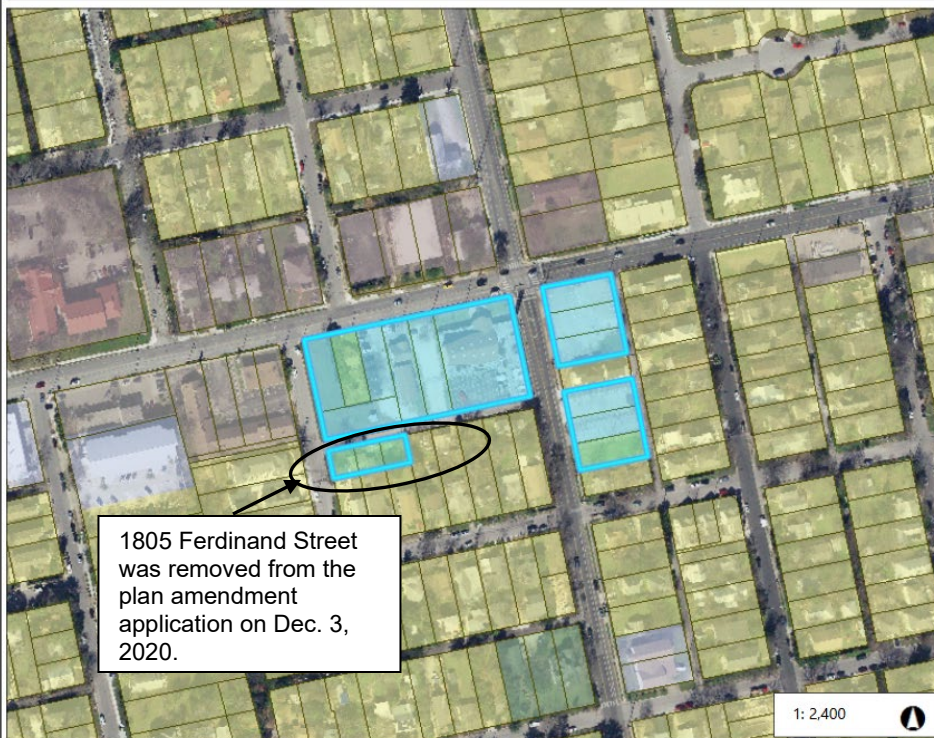 1805 Ferdinand Street
was removed from the
plan amendment
application on Dec. 3,
2020.
1: 2,400